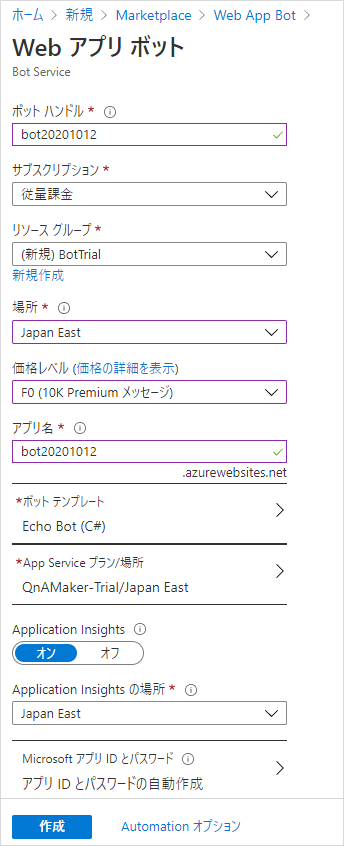 ホーム > 新規 > Marketplace > Web App Bot >
Web アプリ ボット
Bot Service
ボット ハンドル *
bot20201012
サブスクリプション *
従量課金
リソース グループ *
(新規) BotTrial
新規作成
場所 *
Japan East
価格レベル (価格の詳細を表示)
F0 (10K Premium メッセージ)
アプリ名 *
bot20201012
.azurewebsites.net
*ボット テンプレート
Echo Bot (C#)
*App Service プラン/場所
QnAMaker-Trial/Japan East
Application Insights
オン オフ
Application Insights の場所 *
Japan East
Microsoft アプリ ID とパスワード
アプリ ID とパスワードの自動作成
作成 Automation オプション